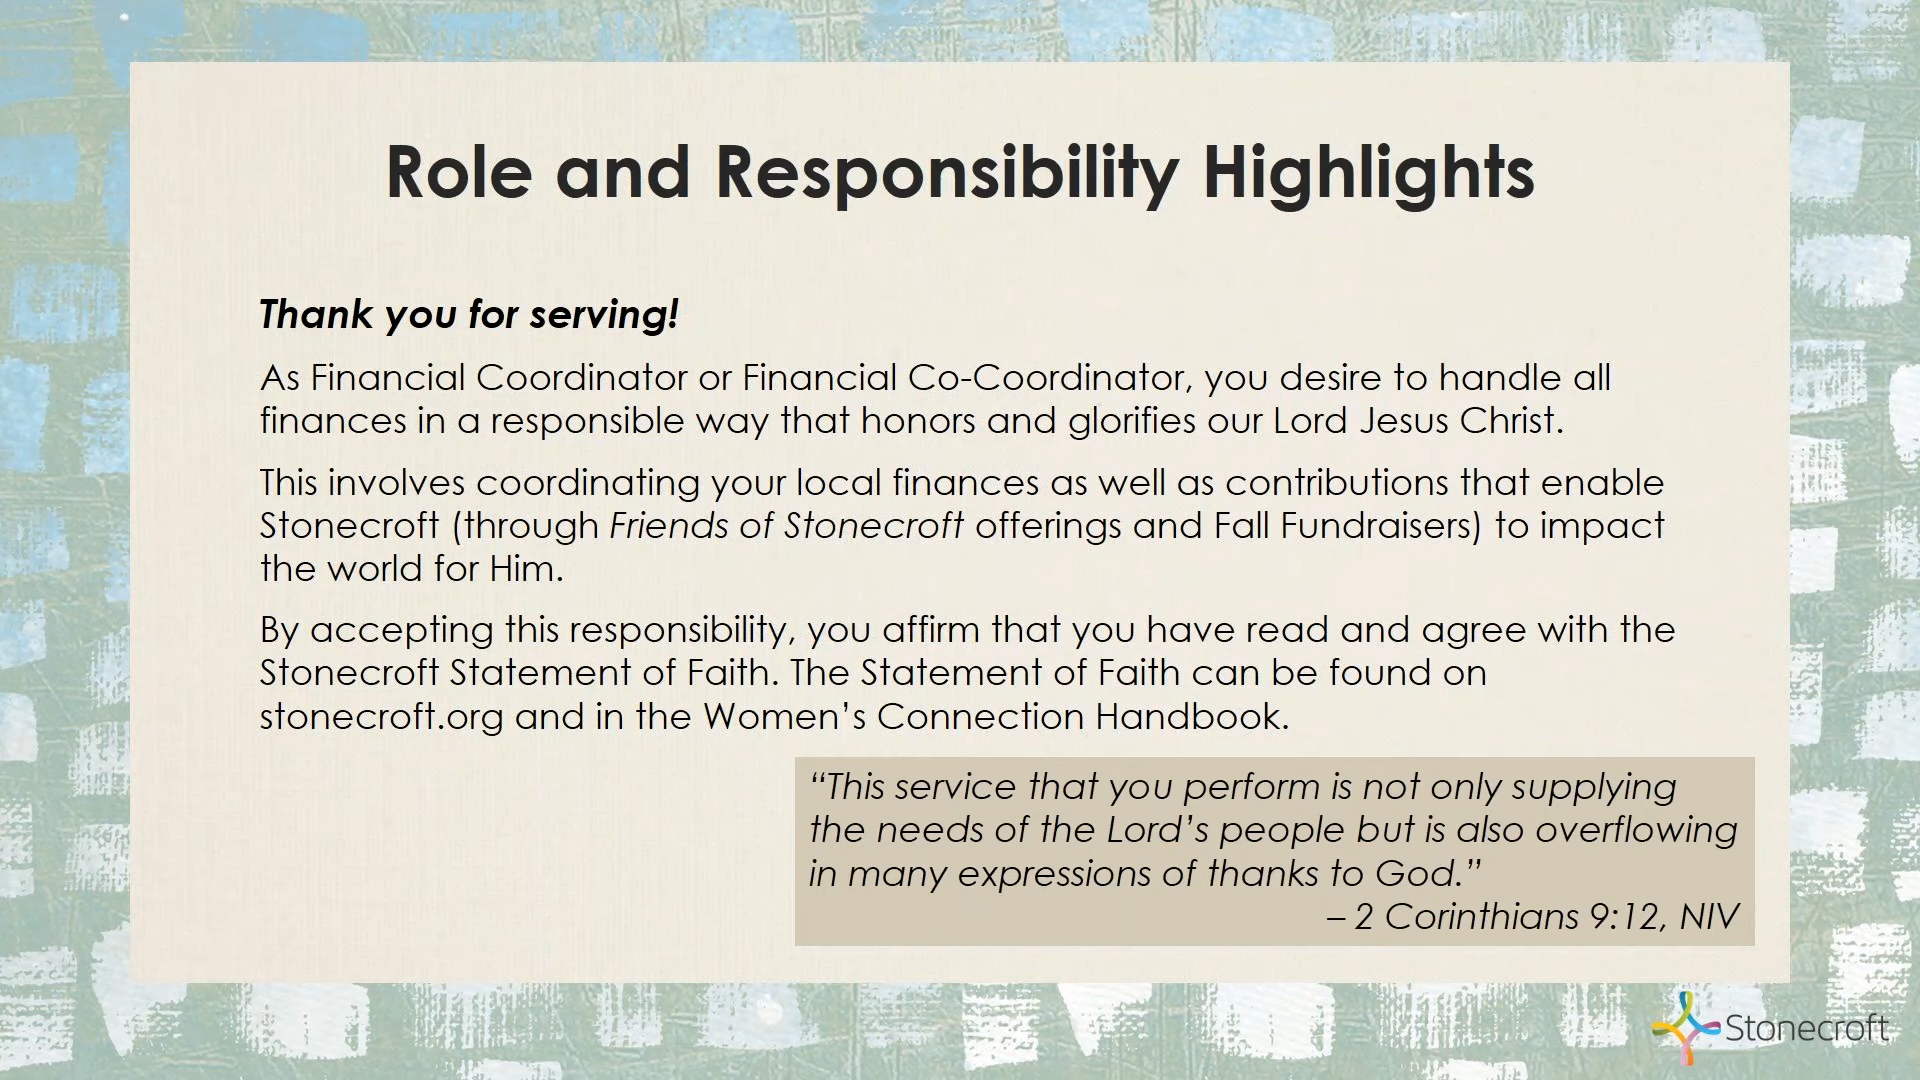 Role and Responsibility Highlights
Thank you for serving!
As Financial Coordinator or Financial Co-Coordinator, you desire to handle all
finances in a responsible way that honors and glorifies our Lord Jesus Christ.
This involves coordinating your local finances as well as contributions that enable
Stonecroft (through Friends of Stonecroft offerings and Fall Fundraisers) to impact
the world for Him.
By accepting this responsibility, you affirm that you have read and agree with the
Stonecroft Statement of Faith. The Statement of Faith can be found on
stonecroft.org and in the Women’s Connection Handbook.
“This service that you perform is not only supplying
the needs of the Lord’s people but is also overflowing
in many expressions of thanks to God.”
– 2 Corinthians 9:12, NIV
Stonecroft